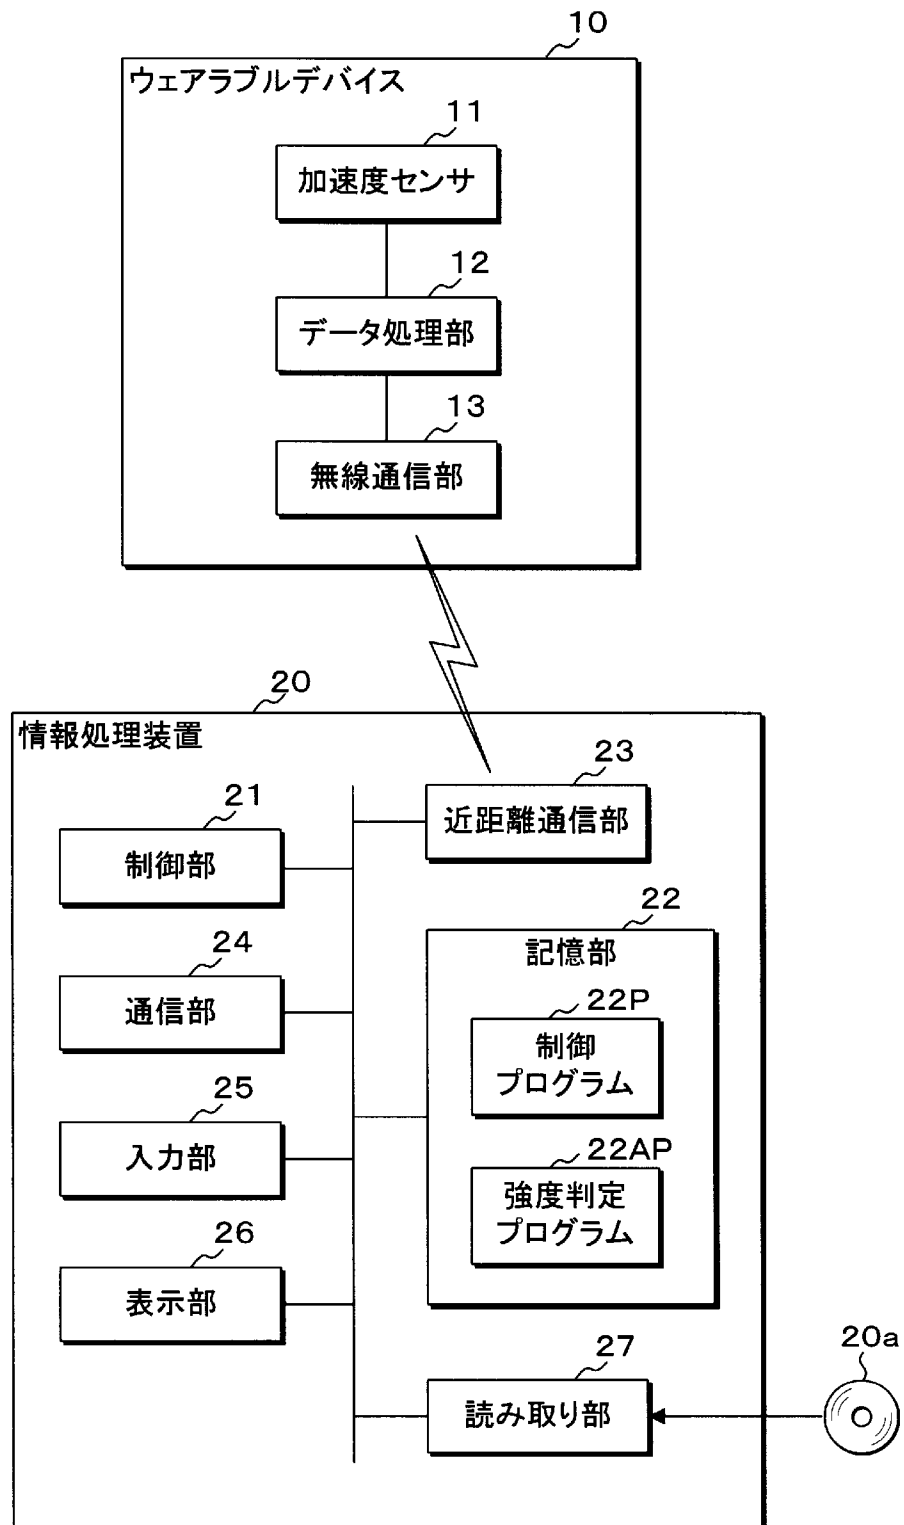 10
ウェアラブルデバイス
11
加速度センサ
12
データ処理部
13
無線通信部
20
情報処理装置
23
近距離通信部
21
制御部
22
記憶部
24
通信部
22P
制御
プログラム
25
入力部
22AP
強度判定
プログラム
26
表示部
27
読み取り部
20a